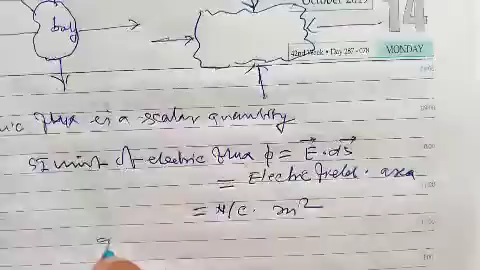 October 2019
14
42nd Week • Day 287-078 MONDAY
body
flux is a scalar quantity
SI unit of electric flux ϕ = E⃗ . ds⃗
= Electric field . area
= N/C . m²
=